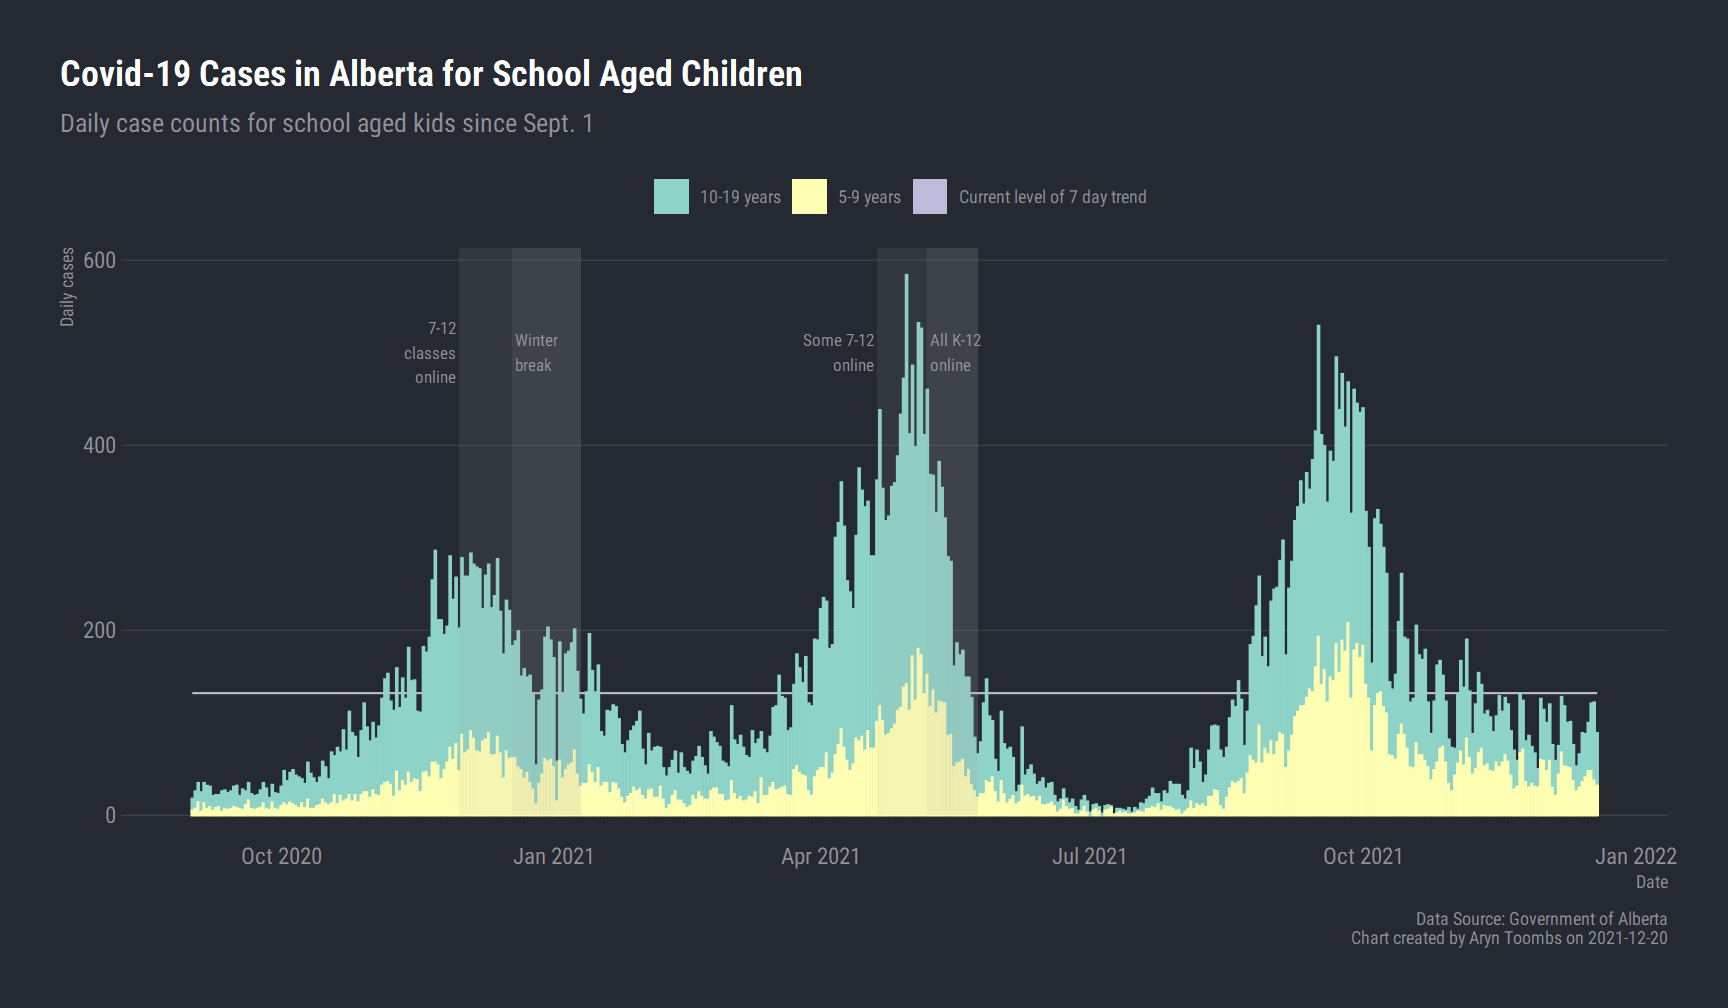 Covid-19 Cases in Alberta for School Aged Children
Daily case counts for school aged kids since Sept. 1
10-19 years
5-9 years
Current level of 7 day trend
Daily cases
600
400
200
0
7-12
classes
online
Winter
break
Some 7-12
online
All K-12
online
Oct 2020
Jan 2021
Apr 2021
Jul 2021
Oct 2021
Jan 2022
Date
Data Source: Government of Alberta
Chart created by Aryn Toombs on 2021-12-20